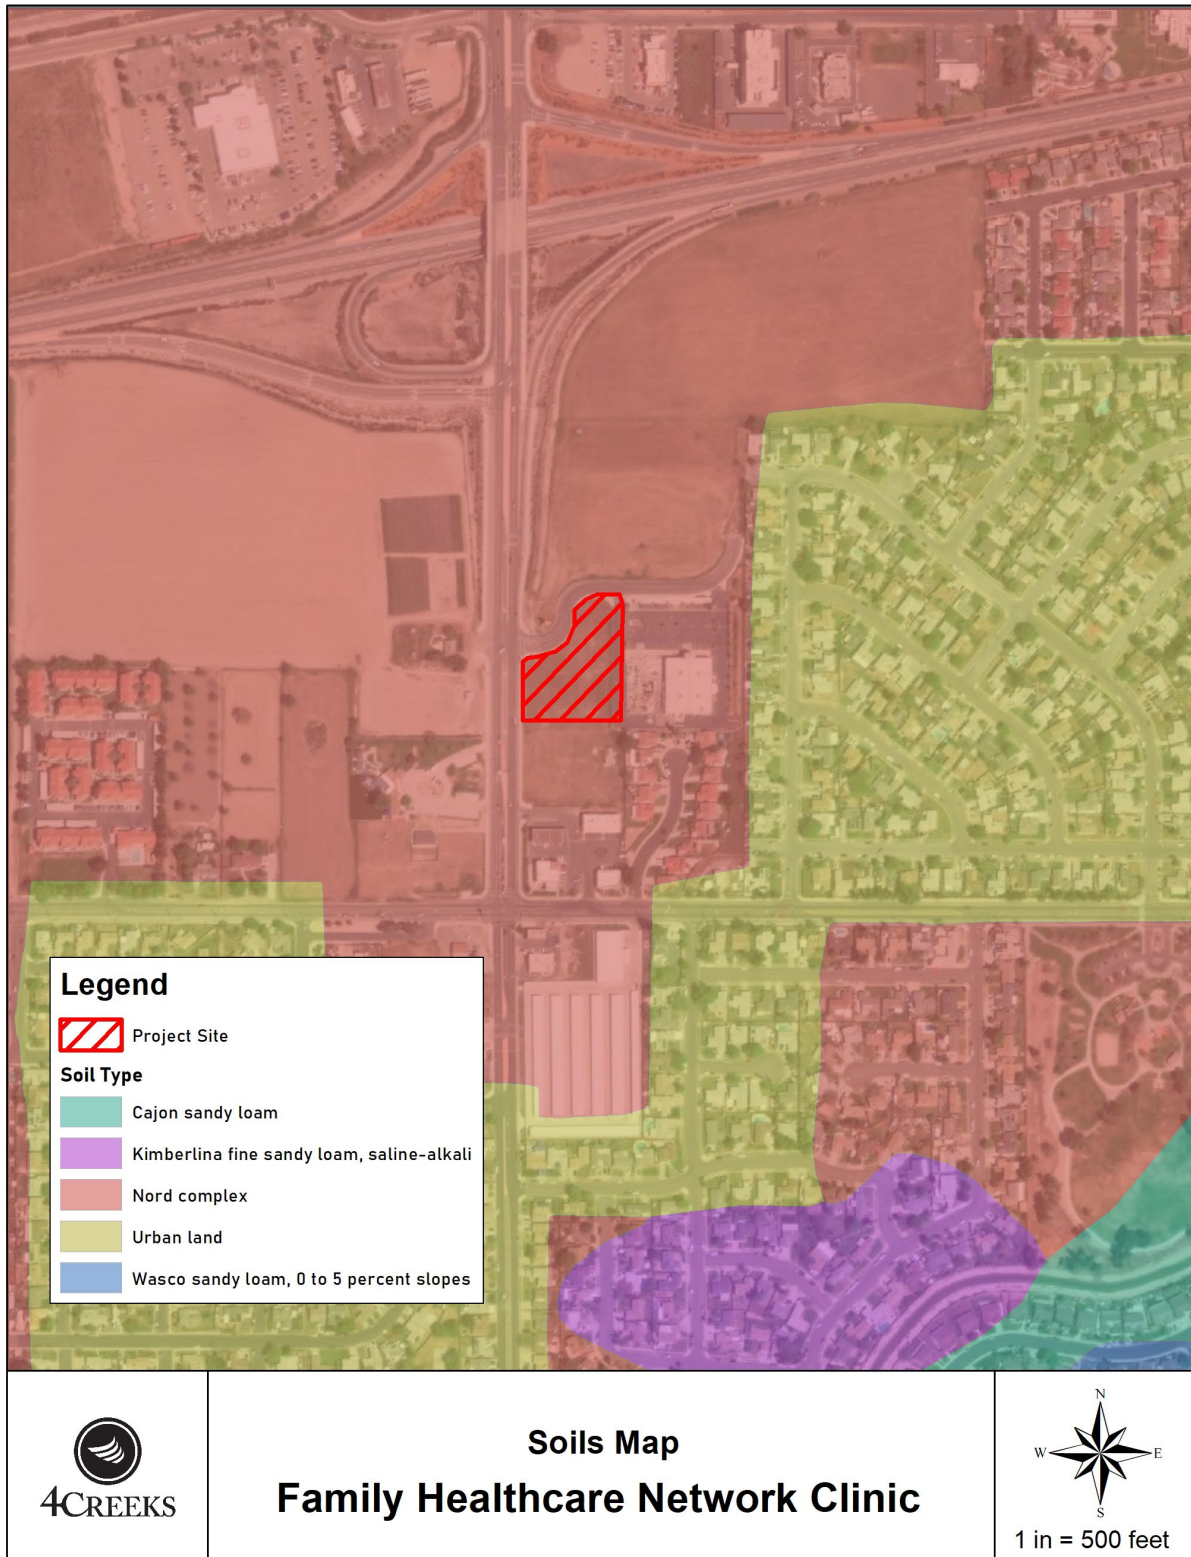 Legend
Project Site
Soil Type
Cajon sandy loam
Kimberlina fine sandy loam, saline-alkali
Nord complex
Urban land
Wasco sandy loam, 0 to 5 percent slopes
4CREEKS
Soils Map
Family Healthcare Network Clinic
N
W E
S
1 in = 500 feet